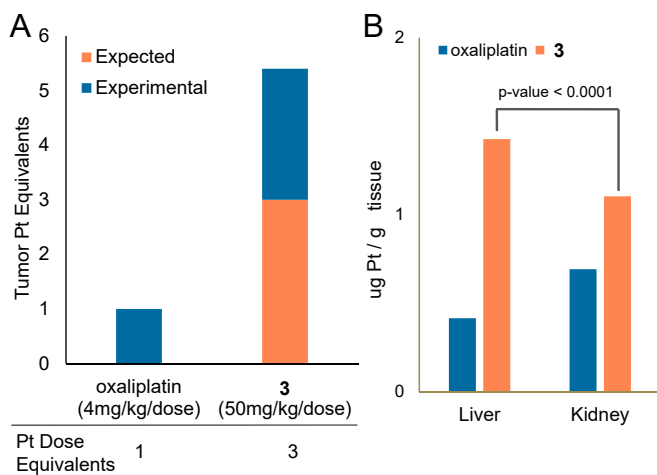 A
6
5
4
3
2
1
0
Tumor Pt Equivalents
Expected
Experimental
oxaliplatin
(4mg/kg/dose)
3
(50mg/kg/dose)
Pt Dose
Equivalents
1
3
B
2
1
0
ug Pt / g tissue
oxaliplatin
3
p-value < 0.0001
Liver
Kidney